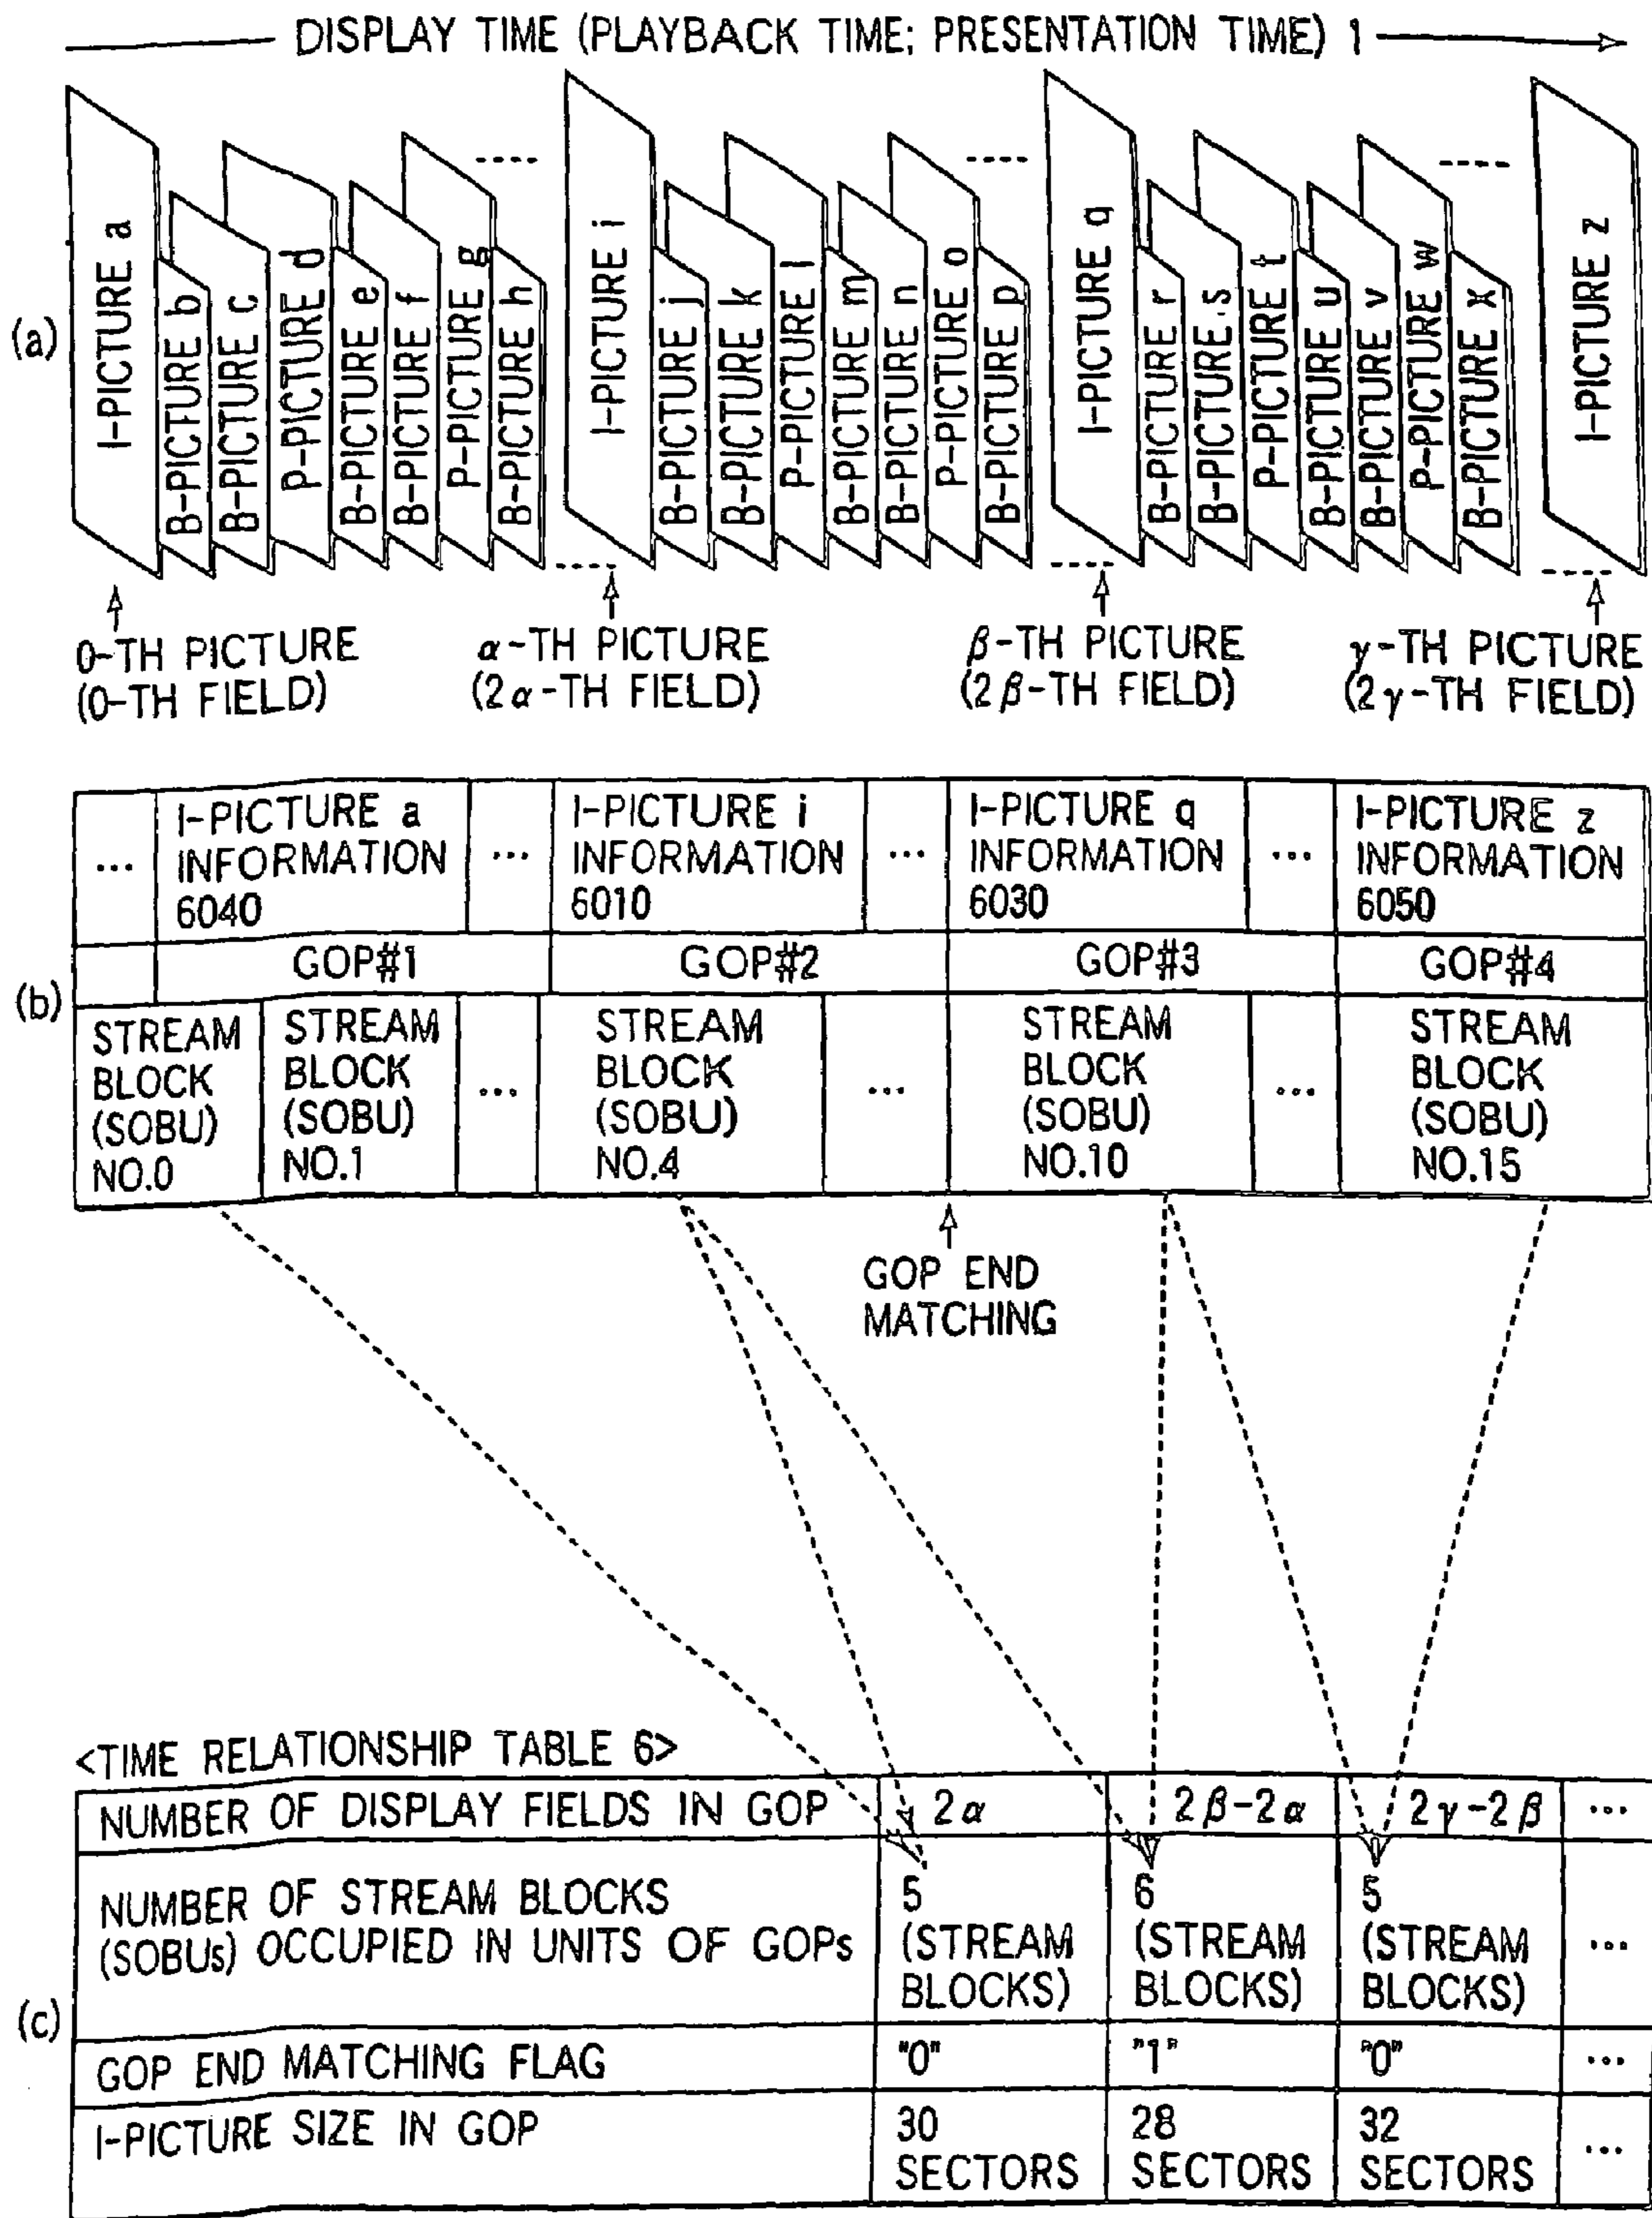 DISPLAY TIME (PLAYBACK TIME; PRESENTATION TIME) 1
(a)
I-PICTURE a
B-PICTURE b
B-PICTURE c
P-PICTURE d
B-PICTURE e
B-PICTURE f
P-PICTURE g
B-PICTURE h
I-PICTURE i
B-PICTURE j
B-PICTURE k
P-PICTURE l
B-PICTURE m
B-PICTURE n
P-PICTURE o
B-PICTURE p
I-PICTURE q
B-PICTURE r
B-PICTURE s
P-PICTURE t
B-PICTURE u
B-PICTURE v
P-PICTURE w
B-PICTURE x
I-PICTURE z
0-TH PICTURE
(0-TH FIELD)
α-TH PICTURE
(2α-TH FIELD)
β-TH PICTURE
(2β-TH FIELD)
γ-TH PICTURE
(2γ-TH FIELD)
(b)
...
I-PICTURE a
INFORMATION
6040
...
I-PICTURE i
INFORMATION
6010
...
I-PICTURE q
INFORMATION
6030
...
I-PICTURE z
INFORMATION
6050
GOP#1
GOP#2
GOP#3
GOP#4
STREAM
BLOCK
(SOBU)
NO.0
STREAM
BLOCK
(SOBU)
NO.1
...
STREAM
BLOCK
(SOBU)
NO.4
...
STREAM
BLOCK
(SOBU)
NO.10
...
STREAM
BLOCK
(SOBU)
NO.15
GOP END
MATCHING
<TIME RELATIONSHIP TABLE 6>
(c)
NUMBER OF DISPLAY FIELDS IN GOP
2α
2β-2α
2γ-2β
...
NUMBER OF STREAM BLOCKS
(SOBUs) OCCUPIED IN UNITS OF GOPs
5
(STREAM
BLOCKS)
6
(STREAM
BLOCKS)
5
(STREAM
BLOCKS)
...
GOP END MATCHING FLAG
"0"
"1"
"0"
...
I-PICTURE SIZE IN GOP
30
SECTORS
28
SECTORS
32
SECTORS
...